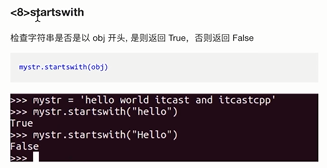 <8>startswith
检查字符串是否是以 obj 开头, 是则返回 True，否则返回 False
mystr.startswith(obj)
>>> mystr = 'hello world itcast and itcastcpp'
>>> mystr.startswith("hello")
True
>>> mystr.startswith("Hello")
False
>>>